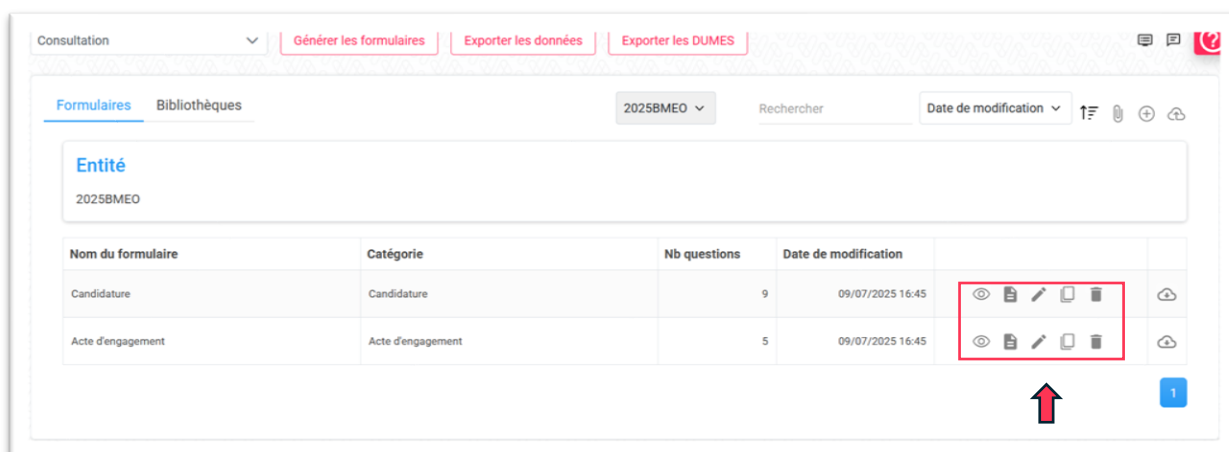 Consultation Générer les formulaires Exporter les données Exporter les DUMES
Formulaires Bibliothèques 2025BMEO Rechercher Date de modification
Entité
2025BMEO
Nom du formulaire Catégorie Nb questions Date de modification
Candidature Candidature 9 09/07/2025 16:45
Acte d'engagement Acte d'engagement 5 09/07/2025 16:45
1